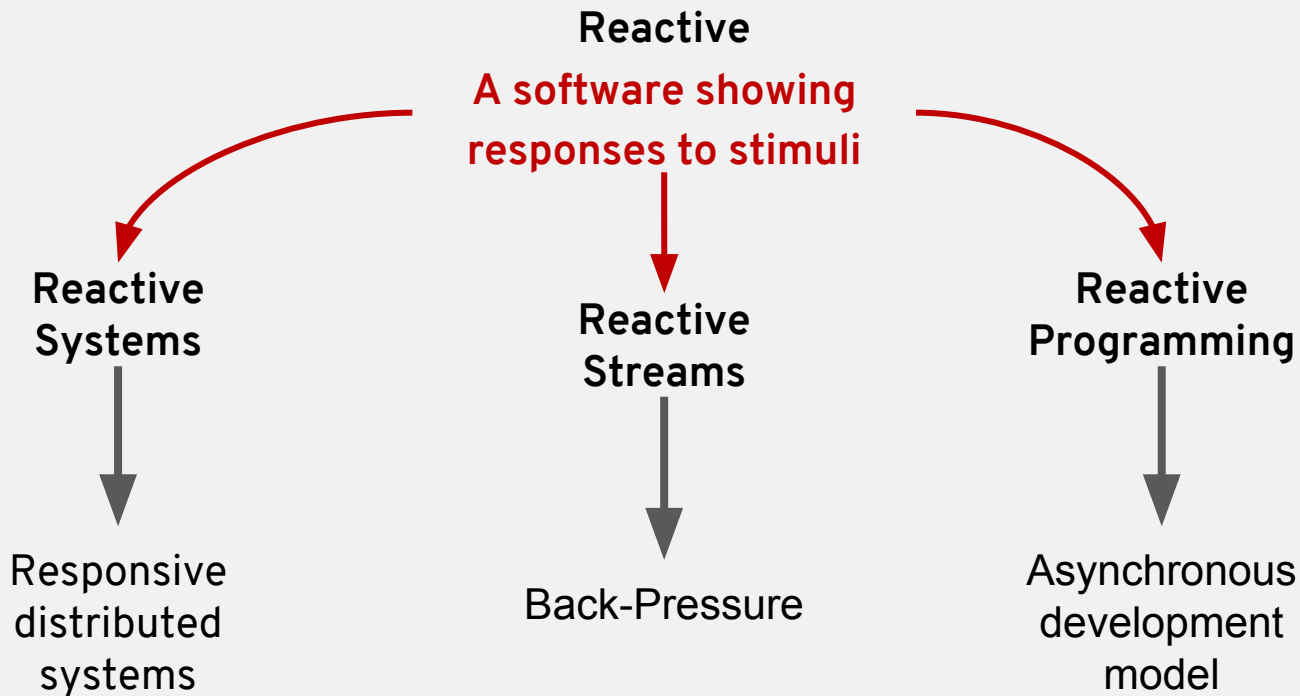 Reactive
A software showing
responses to stimuli
Reactive
Systems
Reactive
Streams
Reactive
Programming
Responsive
distributed
systems
Back-Pressure
Asynchronous
development
model